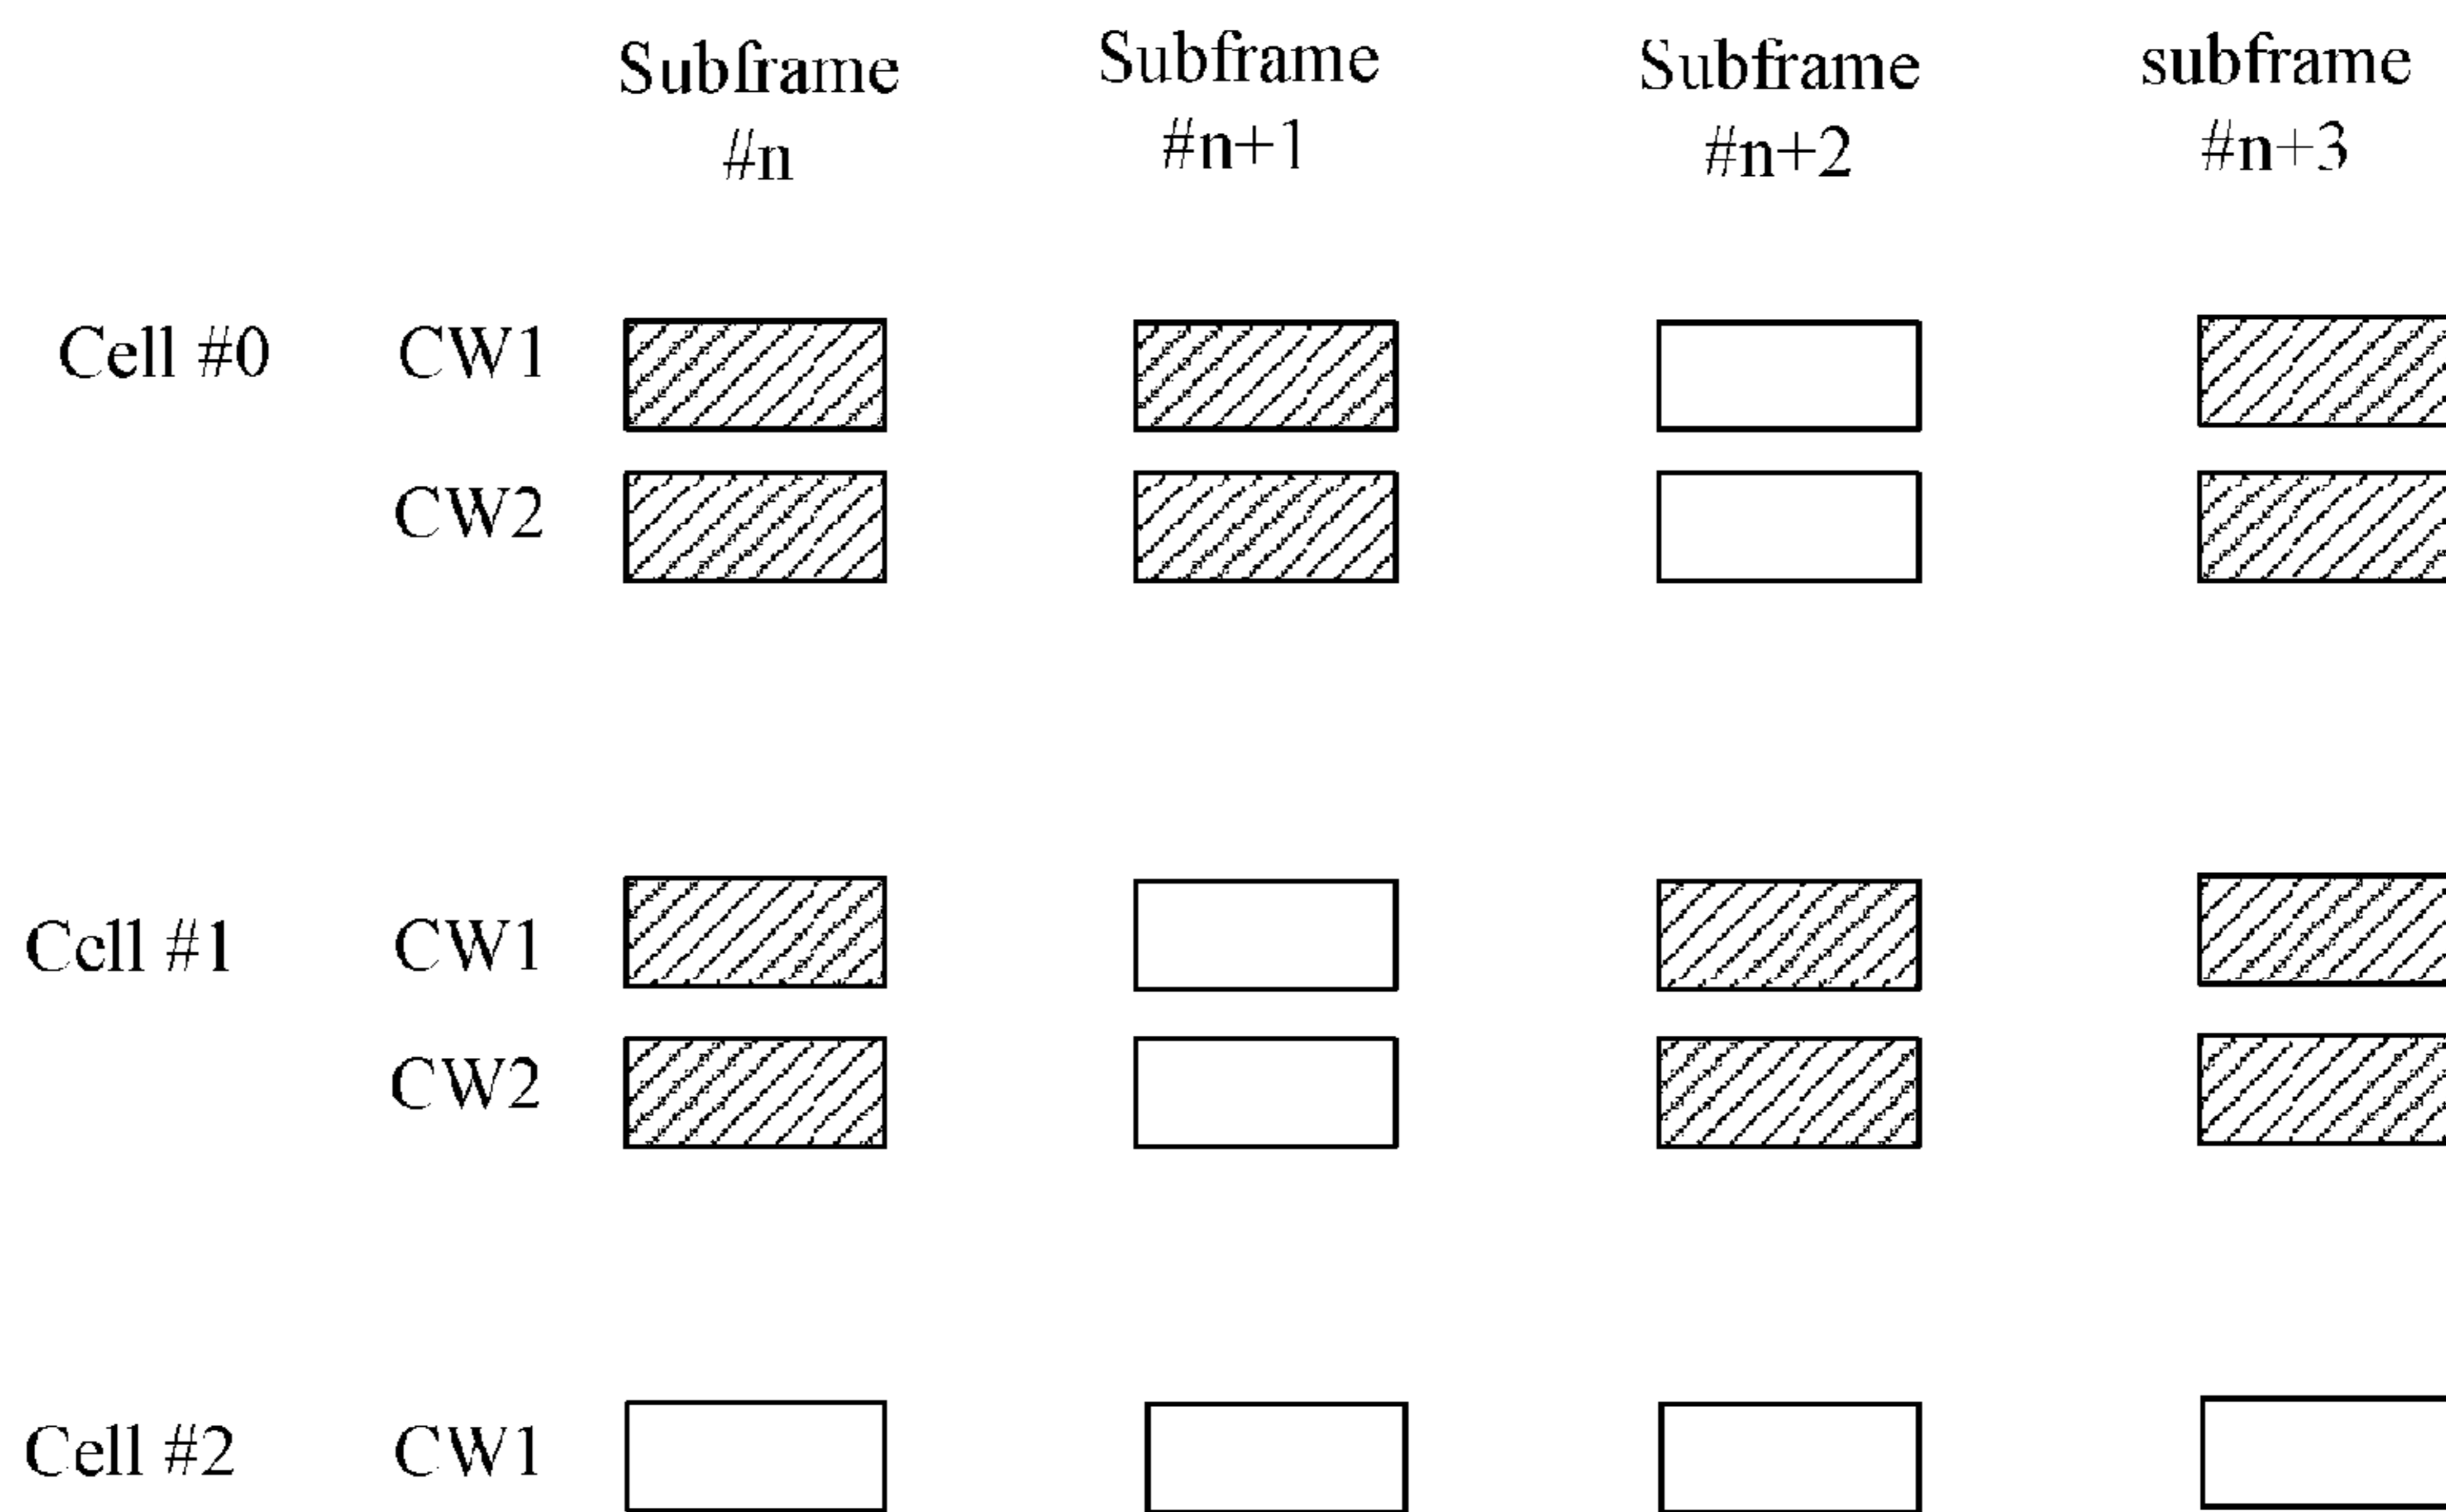 Subframe Subframe Subframe subframe
#n #n+1 #n+2 #n+3
Cell #0 CW1
CW2
Cell #1 CW1
CW2
Cell #2 CW1